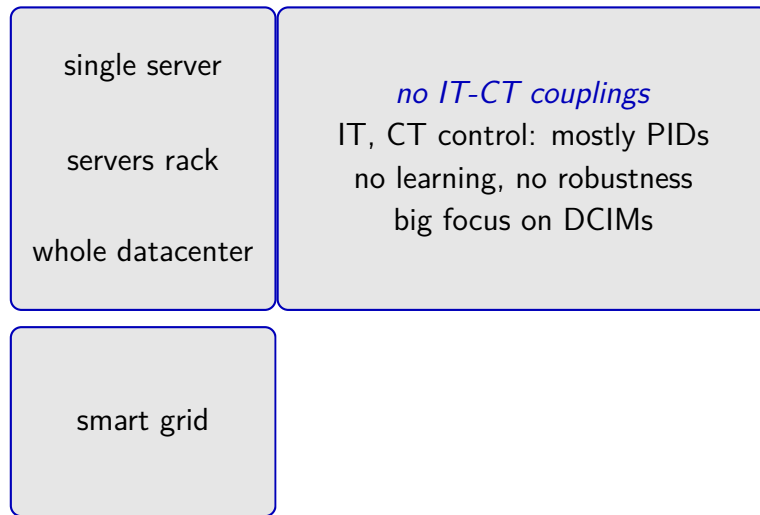 single server
servers rack
whole datacenter
no IT-CT couplings
IT, CT control: mostly PIDs
no learning, no robustness
big focus on DCIMs
smart grid